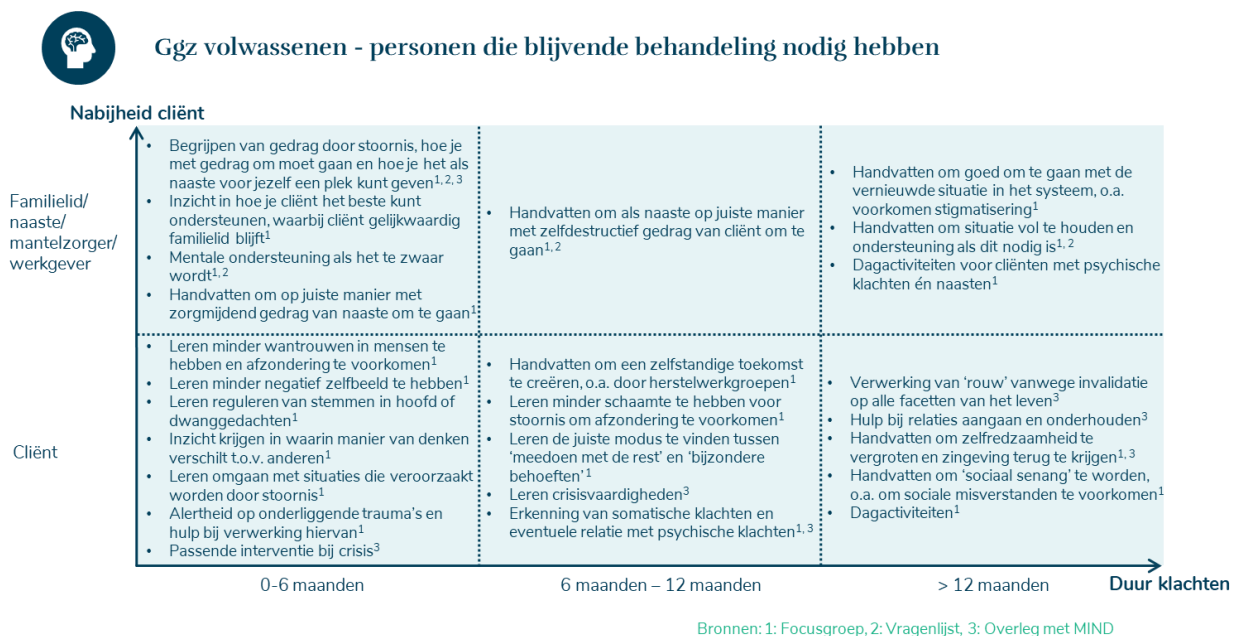 Ggz volwassenen - personen die blijvende behandeling nodig hebben
Nabijheid cliënt
Familielid/
naaste/
mantelzorger/
werkgever
• Begrijpen van gedrag door stoornis, hoe je
met gedrag om moet gaan en hoe je het als
naaste voor jezelf een plek kunt geven1, 2, 3
• Inzicht in hoe je cliënt het beste kunt
ondersteunen, waarbij cliënt gelijkwaardig
familielid blijft1
• Mentale ondersteuning als het te zwaar
wordt1, 2
• Handvatten om op juiste manier met
zorgmijdend gedrag van naaste om te gaan1
• Handvatten om als naaste op juiste manier
met zelfdestructief gedrag van cliënt om te
gaan1, 2
• Handvatten om goed om te gaan met de
vernieuwde situatie in het systeem, o.a.
voorkomen stigmatisering1
• Handvatten om situatie vol te houden en
ondersteuning als dit nodig is1, 2
• Dagactiviteiten voor cliënten met psychische
klachten én naasten1
Cliënt
• Leren minder wantrouwen in mensen te
hebben en afzondering te voorkomen1
• Leren minder negatief zelfbeeld te hebben1
• Leren reguleren van stemmen in hoofd of
dwanggedachten1
• Inzicht krijgen in waarin manier van denken
verschilt t.o.v. anderen1
• Leren omgaan met situaties die veroorzaakt
worden door stoornis1
• Alertheid op onderliggende trauma's en
hulp bij verwerking hiervan1
• Passende interventie bij crisis3
• Handvatten om een zelfstandige toekomst
te creëren, o.a. door herstelwerkgroepen1
• Leren minder schaamte te hebben voor
stoornis om afzondering te voorkomen1
• Leren de juiste modus te vinden tussen
'meedoen met de rest' en 'bijzondere
behoeften'1
• Leren crisisvaardigheden3
• Erkenning van somatische klachten en
eventuele relatie met psychische klachten1, 3
• Verwerking van 'rouw' vanwege invalidatie
op alle facetten van het leven3
• Hulp bij relaties aangaan en onderhouden3
• Handvatten om zelfredzaamheid te
vergroten en zingeving terug te krijgen1, 3
• Handvatten om 'sociaal senang' te worden,
o.a. om sociale misverstanden te voorkomen1
• Dagactiviteiten1
0-6 maanden
6 maanden – 12 maanden
> 12 maanden
Duur klachten
Bronnen: 1: Focusgroep, 2: Vragenlijst, 3: Overleg met MIND